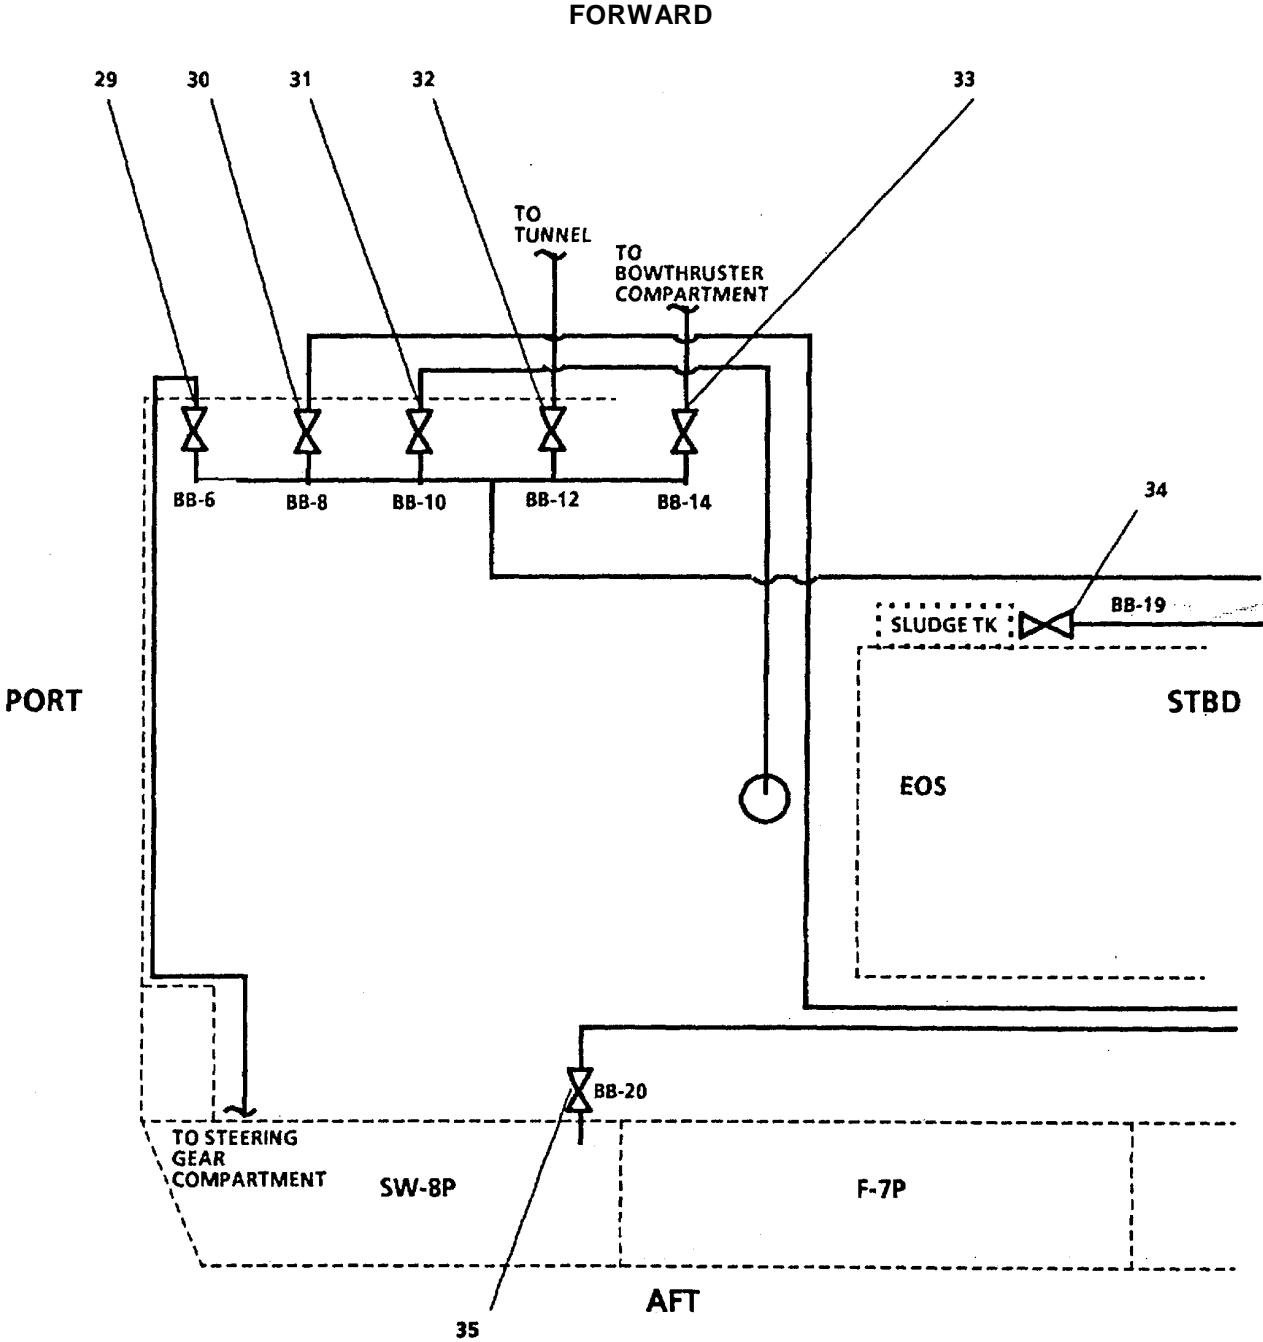 FORWARD
29
30
31
32
33
TO
TUNNEL
TO
BOWTHRUSTER
COMPARTMENT
BB-6
BB-8
BB-10
BB-12
BB-14
34
BB-19
SLUDGE TK
PORT
STBD
EOS
BB-20
TO STEERING
GEAR
COMPARTMENT
SW-8P
F-7P
AFT
35